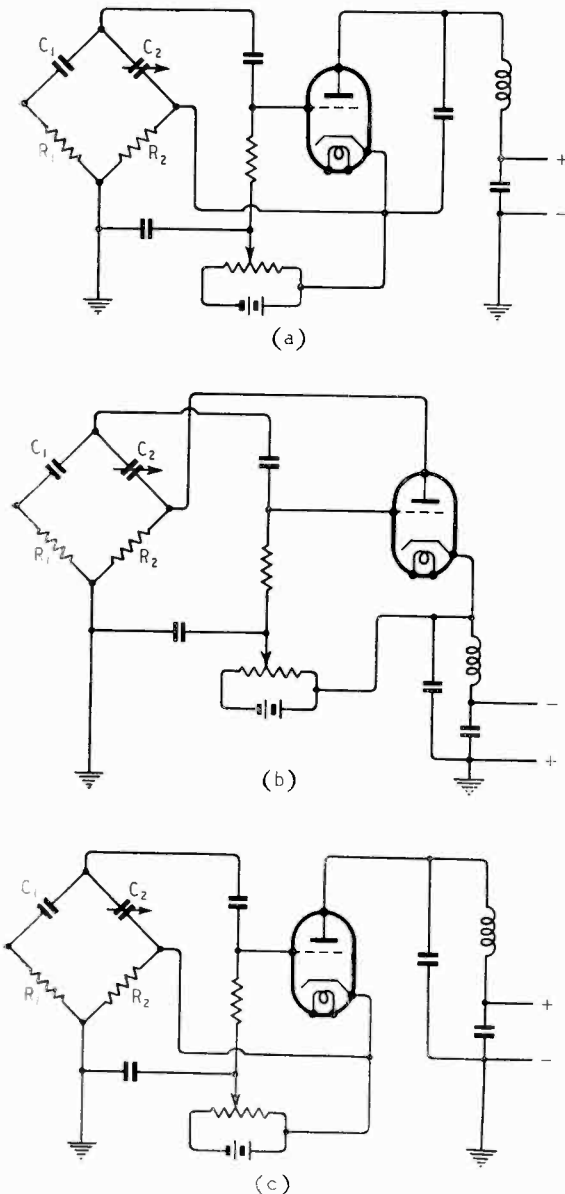 C₁ C₂
R₁ R₂
+
−
(a)
C₁ C₂
R₁ R₂
−
+
(b)
C₁ C₂
R₁ R₂
+
−
(c)